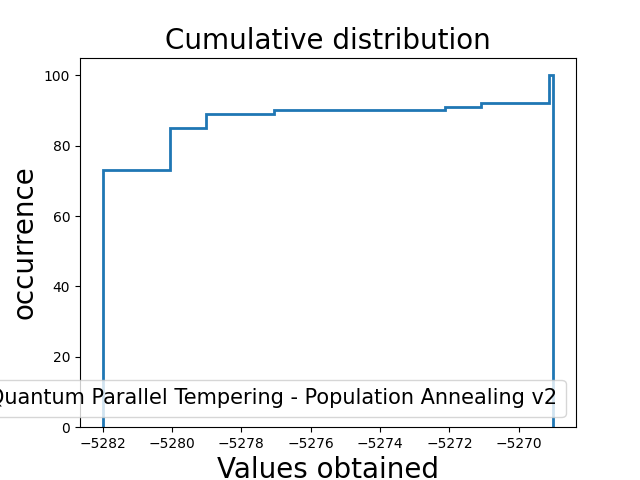 Cumulative distribution
occurrence
100
80
60
40
20
0
Quantum Parallel Tempering - Population Annealing v2
−5282 −5280 −5278 −5276 −5274 −5272 −5270
Values obtained